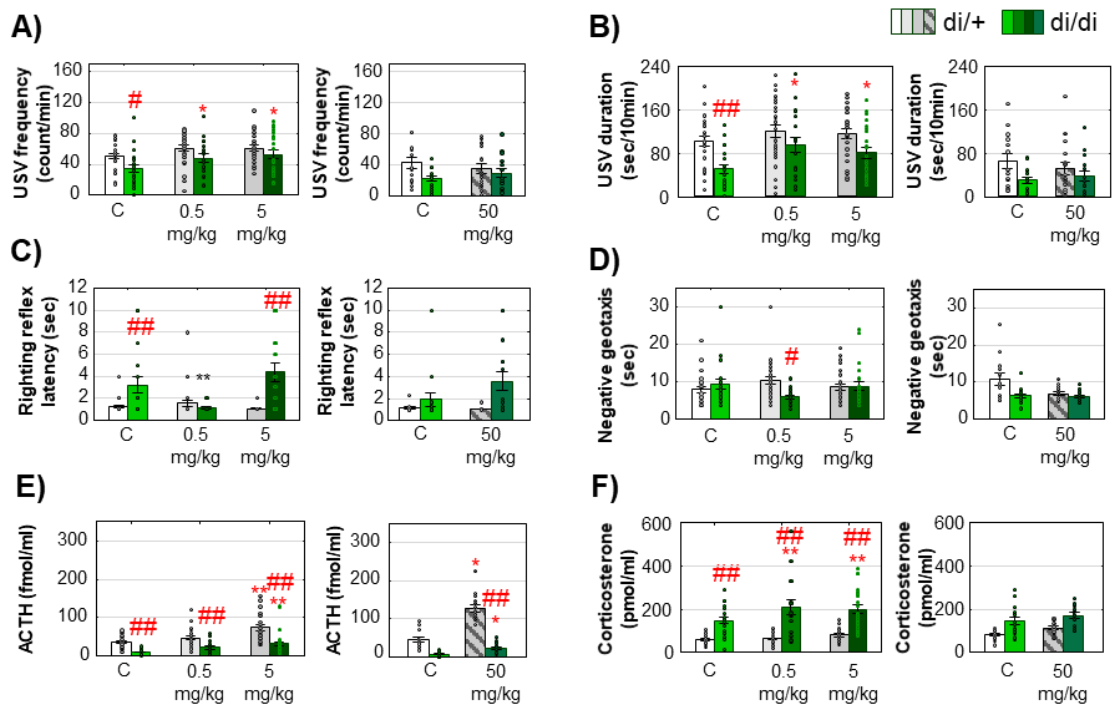 di/+ di/di
A)
USV frequency
(count/min)
160
120
80
40
0
#
*
*
C 0.5 5
mg/kg mg/kg
USV frequency
(count/min)
160
120
80
40
0
C 50
mg/kg
B)
USV duration
(sec/10min)
240
160
80
0
##
*
*
C 0.5 5
mg/kg mg/kg
USV duration
(sec/10min)
240
160
80
0
C 50
mg/kg
C)
Righting reflex
latency (sec)
12
10
8
6
4
2
0
##
**
##
C 0.5 5
mg/kg mg/kg
Righting reflex
latency (sec)
12
10
8
6
4
2
0
C 50
mg/kg
D)
Negative geotaxis
(sec)
30
20
10
0
#
C 0.5 5
mg/kg mg/kg
Negative geotaxis
(sec)
30
20
10
0
C 50
mg/kg
E)
ACTH (fmol/ml)
300
200
100
0
##
##
** ##
**
C 0.5 5
mg/kg mg/kg
ACTH (fmol/ml)
300
200
100
0
*
##
*
C 50
mg/kg
F)
Corticosterone
(pmol/ml)
600
400
200
0
##
##
**
##
**
C 0.5 5
mg/kg mg/kg
Corticosterone
(pmol/ml)
600
400
200
0
C 50
mg/kg